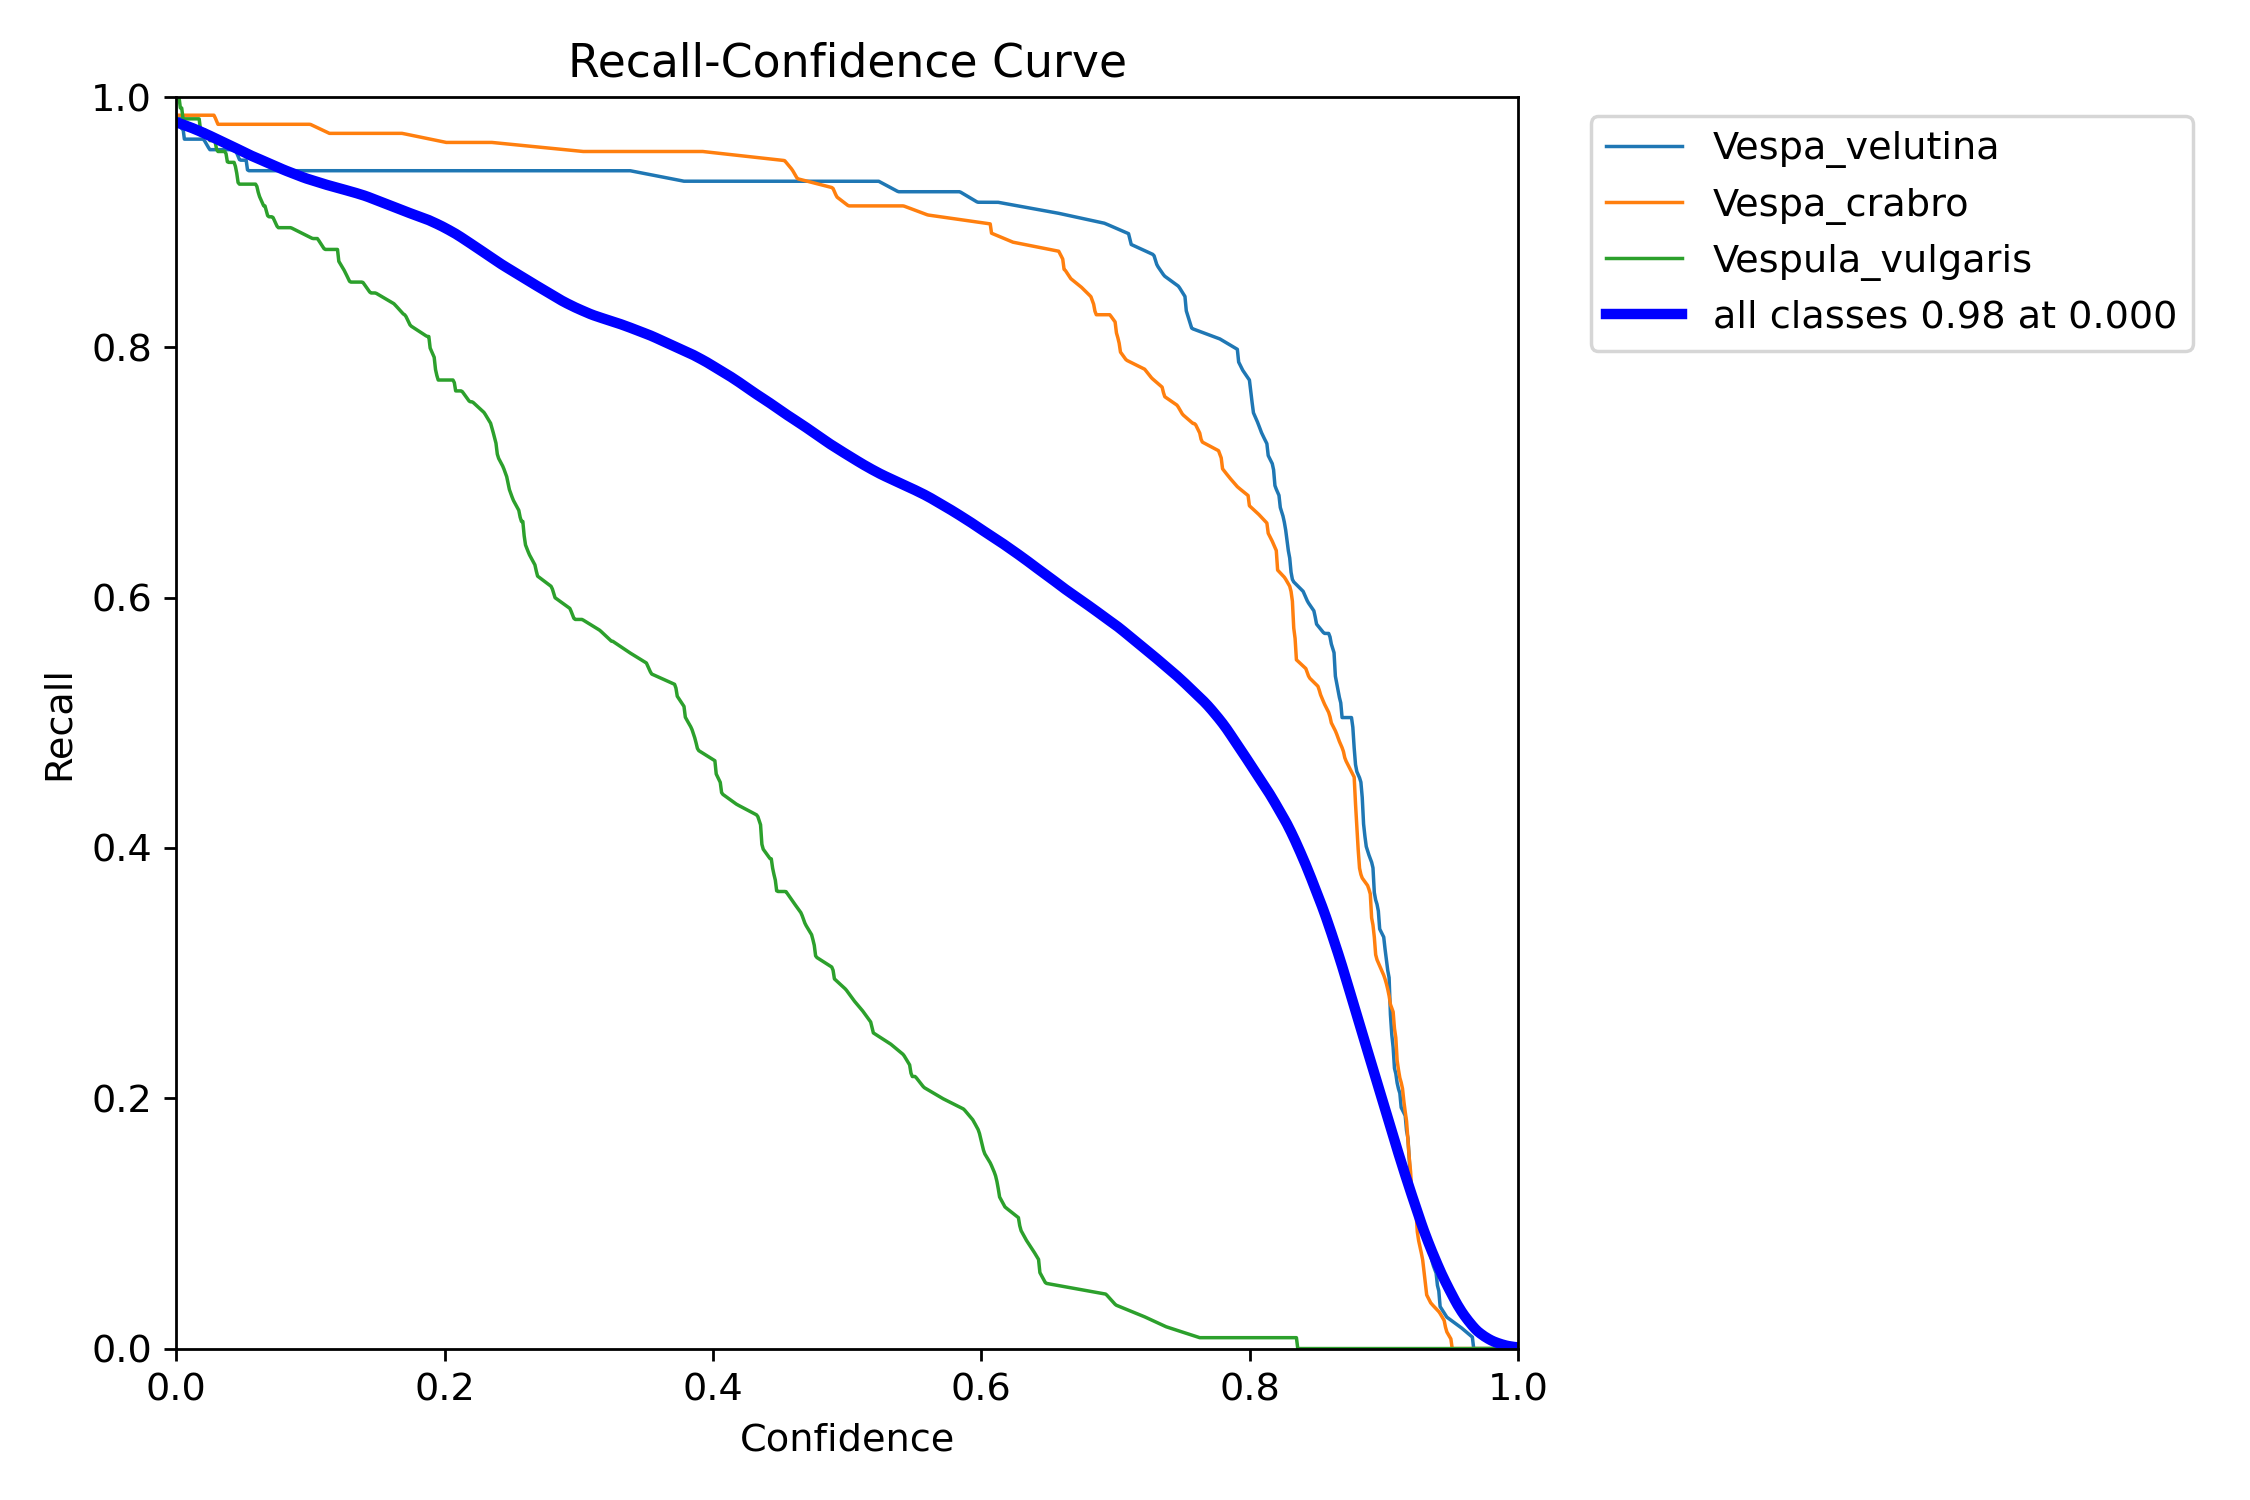 Recall-Confidence Curve
1.0
0.8
0.6
0.4
0.2
0.0
Recall
0.0 0.2 0.4 0.6 0.8 1.0
Confidence
Vespa_velutina
Vespa_crabro
Vespula_vulgaris
all classes 0.98 at 0.000